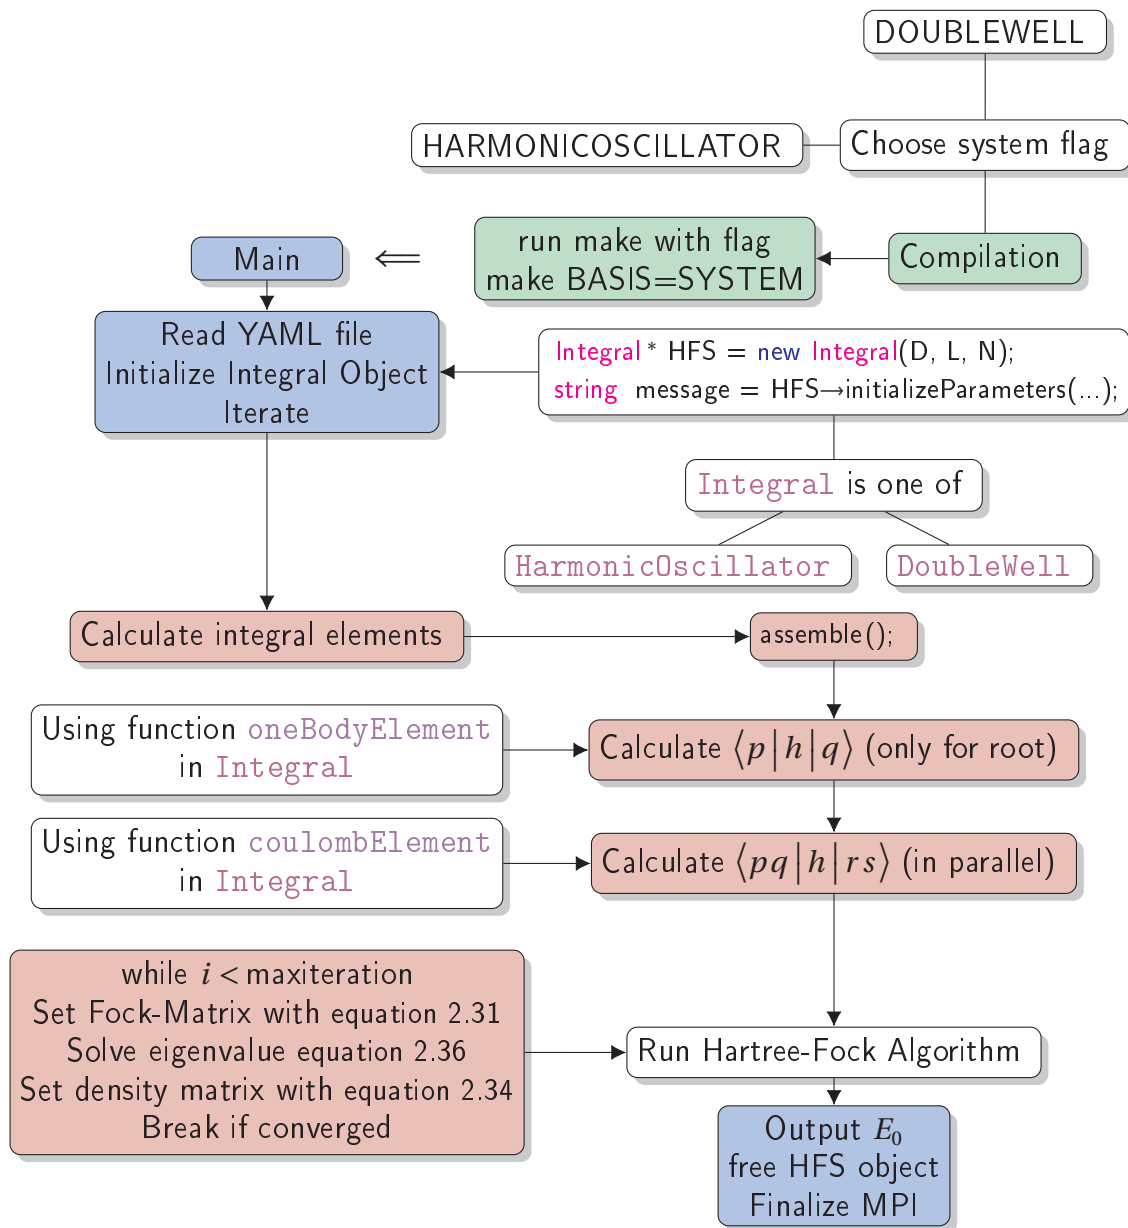 DOUBLEWELL
HARMONICOSCILLATOR
Choose system flag
Main
⟸
run make with flag
make BASIS=SYSTEM
Compilation
Read YAML file
Initialize Integral Object
Iterate
Integral* HFS = new Integral(D, L, N);
string message = HFS→initializeParameters(...);
Integral is one of
HarmonicOscillator
DoubleWell
Calculate integral elements
assemble();
Using function oneBodyElement
in Integral
Calculate ⟨p|h|q⟩ (only for root)
Using function coulombElement
in Integral
Calculate ⟨pq|h|rs⟩ (in parallel)
while i < maxiteration
Set Fock-Matrix with equation 2.31
Solve eigenvalue equation 2.36
Set density matrix with equation 2.34
Break if converged
Run Hartree-Fock Algorithm
Output E₀
free HFS object
Finalize MPI